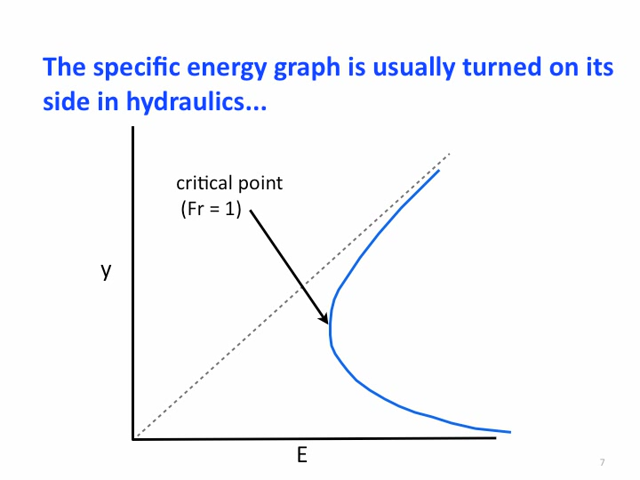 The specific energy graph is usually turned on its
side in hydraulics...
critical point
(Fr = 1)
y
E
7